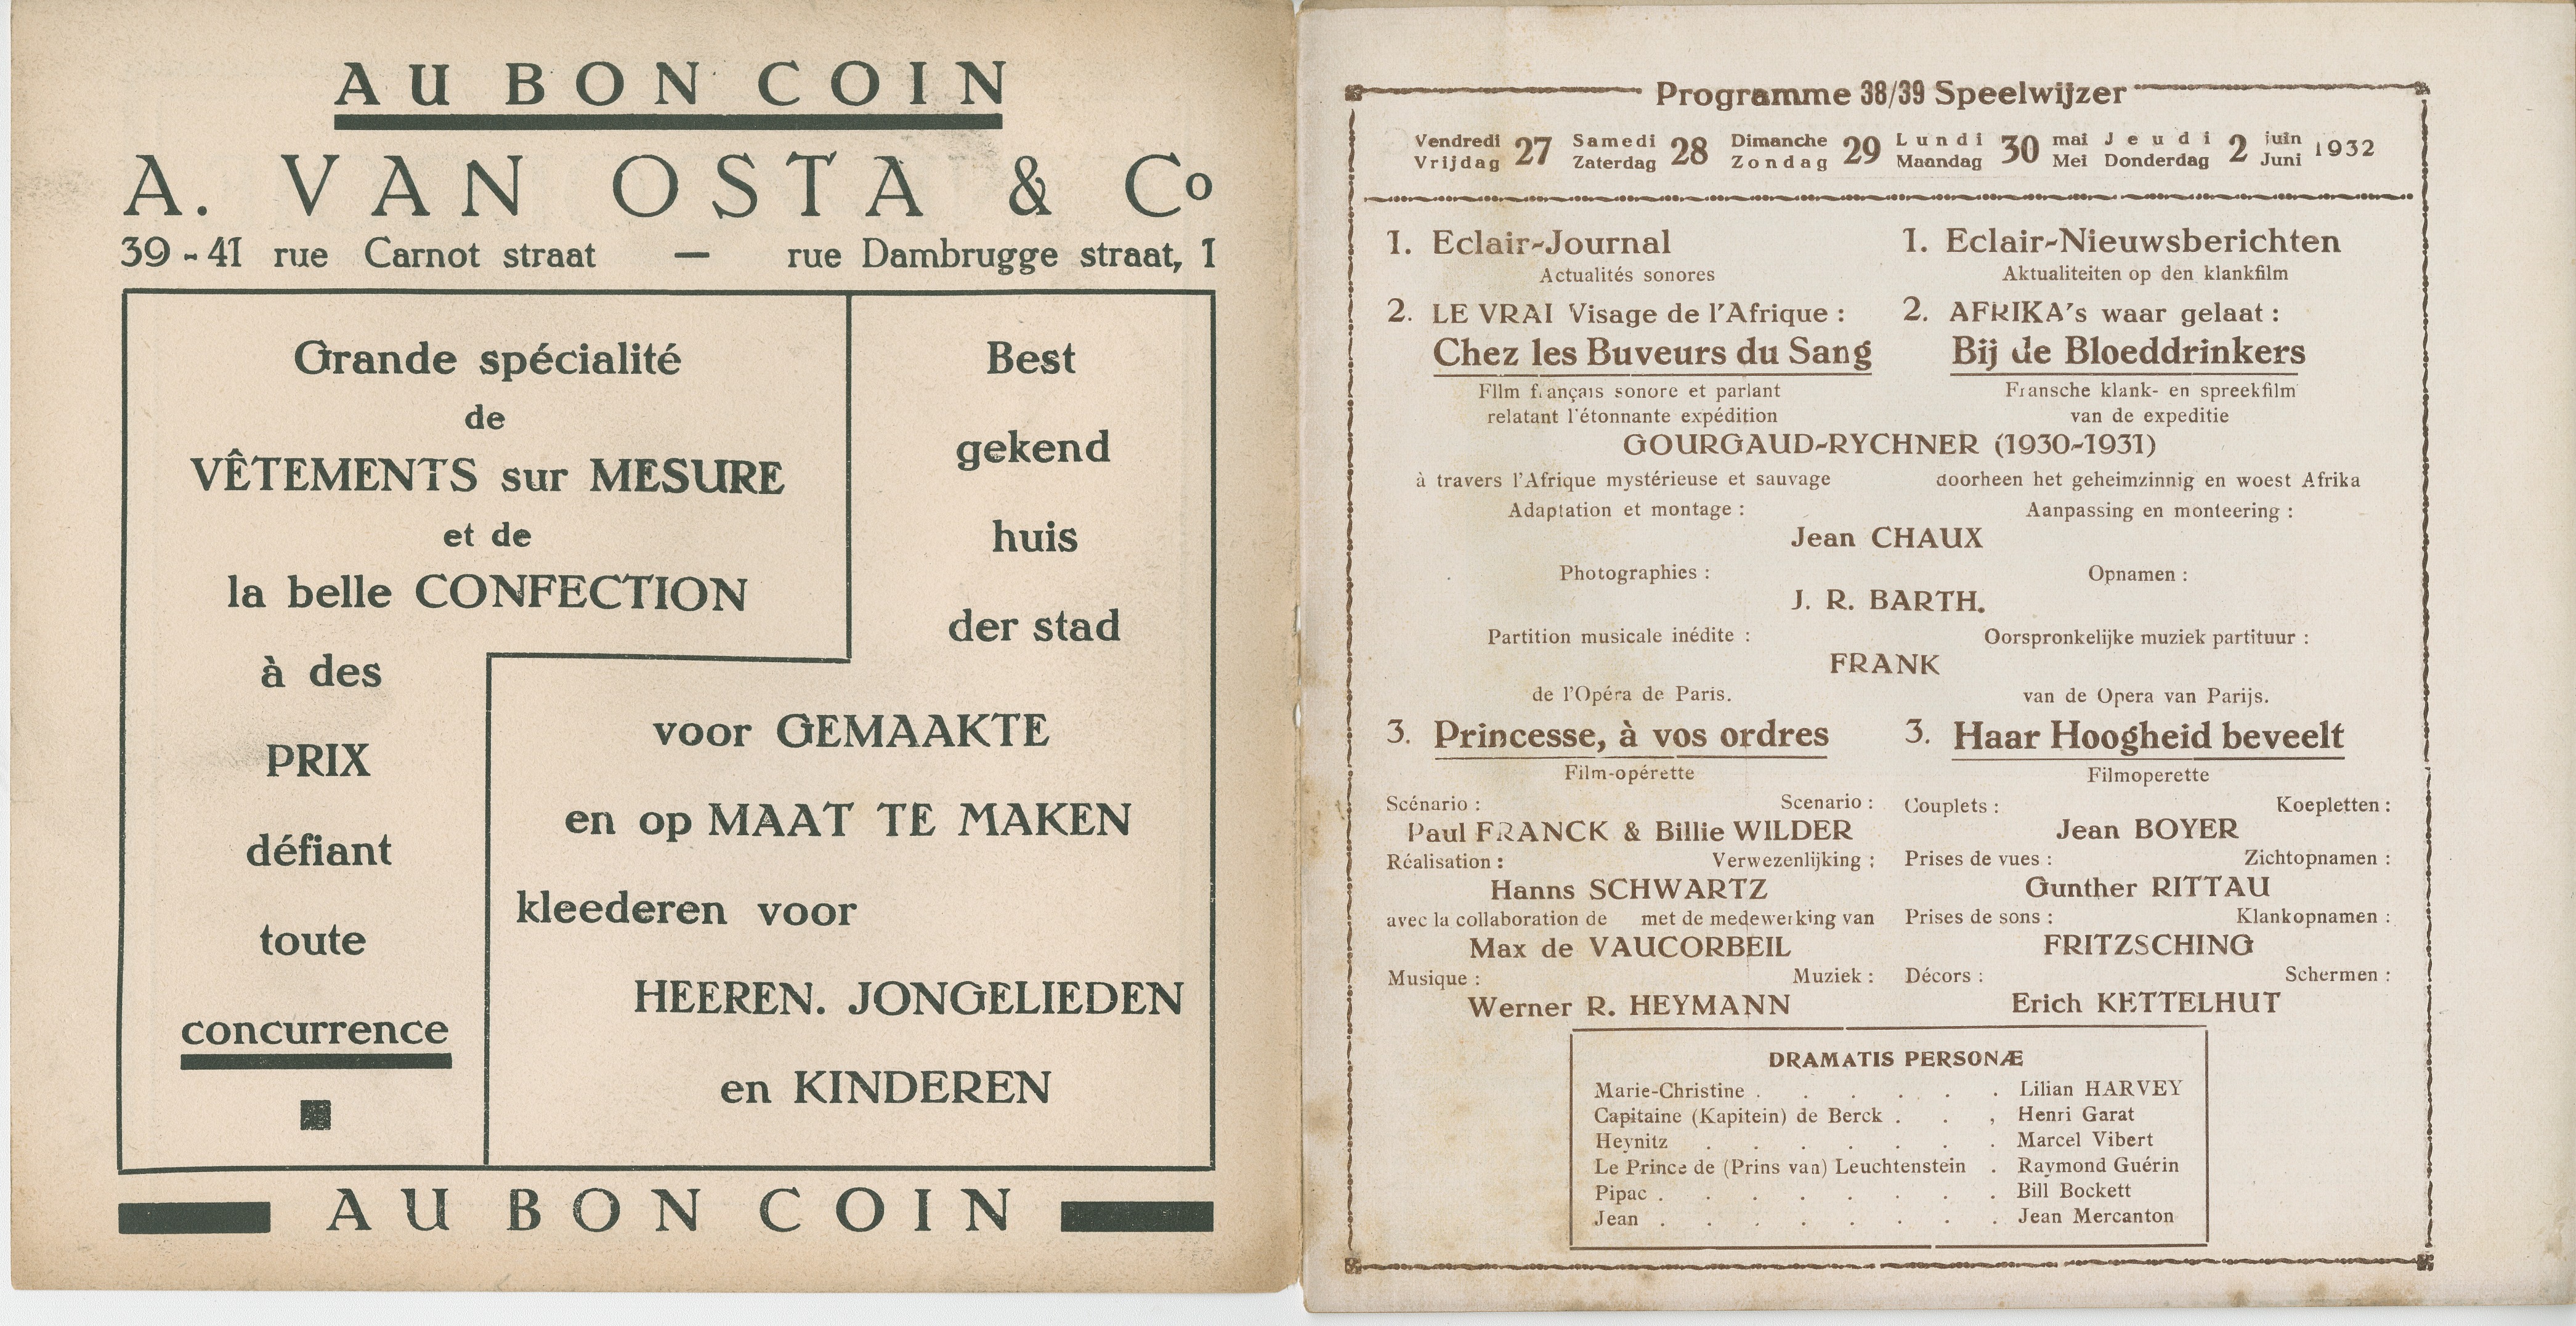 AU BON COIN
A. VAN OSTA & Co
39-41 rue Carnot straat — rue Dambrugge straat, 1
Grande spécialité
de
VÊTEMENTS sur MESURE
et de
la belle CONFECTION
à des
PRIX
défiant
toute
concurrence
Best
gekend
huis
der stad
voor GEMAAKTE
en op MAAT TE MAKEN
kleederen voor
HEEREN. JONGELIEDEN
en KINDEREN
AU BON COIN
Programme 38/39 Speelwijzer
Vendredi 27 Samedi 28 Dimanche 29 Lundi 30 mai Jeudi 2 juin 1932
Vrijdag Zaterdag Zondag Maandag Mei Donderdag Juni
1. Eclair-Journal
Actualités sonores
1. Eclair-Nieuwsberichten
Aktualiteiten op den klankfilm
2. LE VRAI Visage de l'Afrique :
Chez les Buveurs du Sang
Film français sonore et parlant
relatant l'étonnante expédition
2. AFRIKA's waar gelaat :
Bij de Bloeddrinkers
Fransche klank- en spreekfilm
van de expeditie
GOURGAUD-RYCHNER (1930-1931)
à travers l'Afrique mystérieuse et sauvage doorheen het geheimzinnig en woest Afrika
Adaptation et montage : Aanpassing en monteering :
Jean CHAUX
Photographies : Opnamen :
J. R. BARTH.
Partition musicale inédite : Oorspronkelijke muziek partituur :
FRANK
de l'Opéra de Paris. van de Opera van Parijs.
3. Princesse, à vos ordres
Film-opérette
3. Haar Hoogheid beveelt
Filmoperette
Scénario : Scenario :
Paul FRANCK & Billie WILDER
Réalisation : Verwezenlijking :
Hanns SCHWARTZ
avec la collaboration de met de medewerking van
Max de VAUCORBEIL
Musique : Muziek :
Werner R. HEYMANN
Couplets : Koepletten :
Jean BOYER
Prises de vues : Zichtopnamen :
Gunther RITTAU
Prises de sons : Klankopnamen :
FRITZSCHING
Décors : Schermen :
Erich KETTELHUT
DRAMATIS PERSONÆ
Marie-Christine . . . . . . Lilian HARVEY
Capitaine (Kapitein) de Berck . . , Henri Garat
Heynitz . . . . . . . Marcel Vibert
Le Prince de (Prins van) Leuchtenstein . Raymond Guérin
Pipac . . . . . . . . Bill Bockett
Jean . . . . . . . . Jean Mercanton